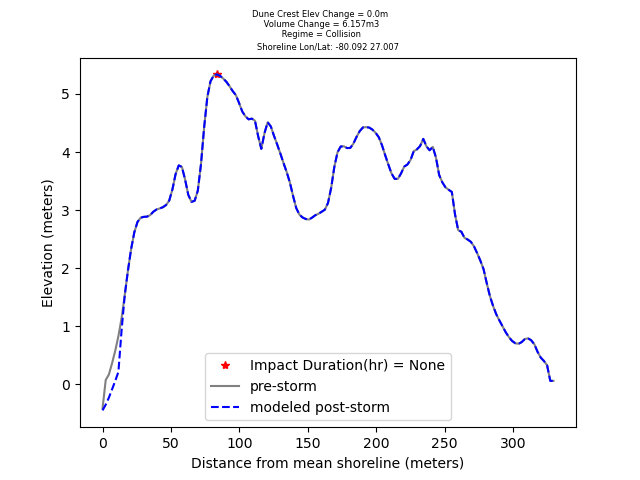 Dune Crest Elev Change = 0.0m
Volume Change = 6.157m3
Regime = Collision
Shoreline Lon/Lat: -80.092 27.007
Elevation (meters)
5
4
3
2
1
0
Impact Duration(hr) = None
pre-storm
modeled post-storm
0 50 100 150 200 250 300
Distance from mean shoreline (meters)